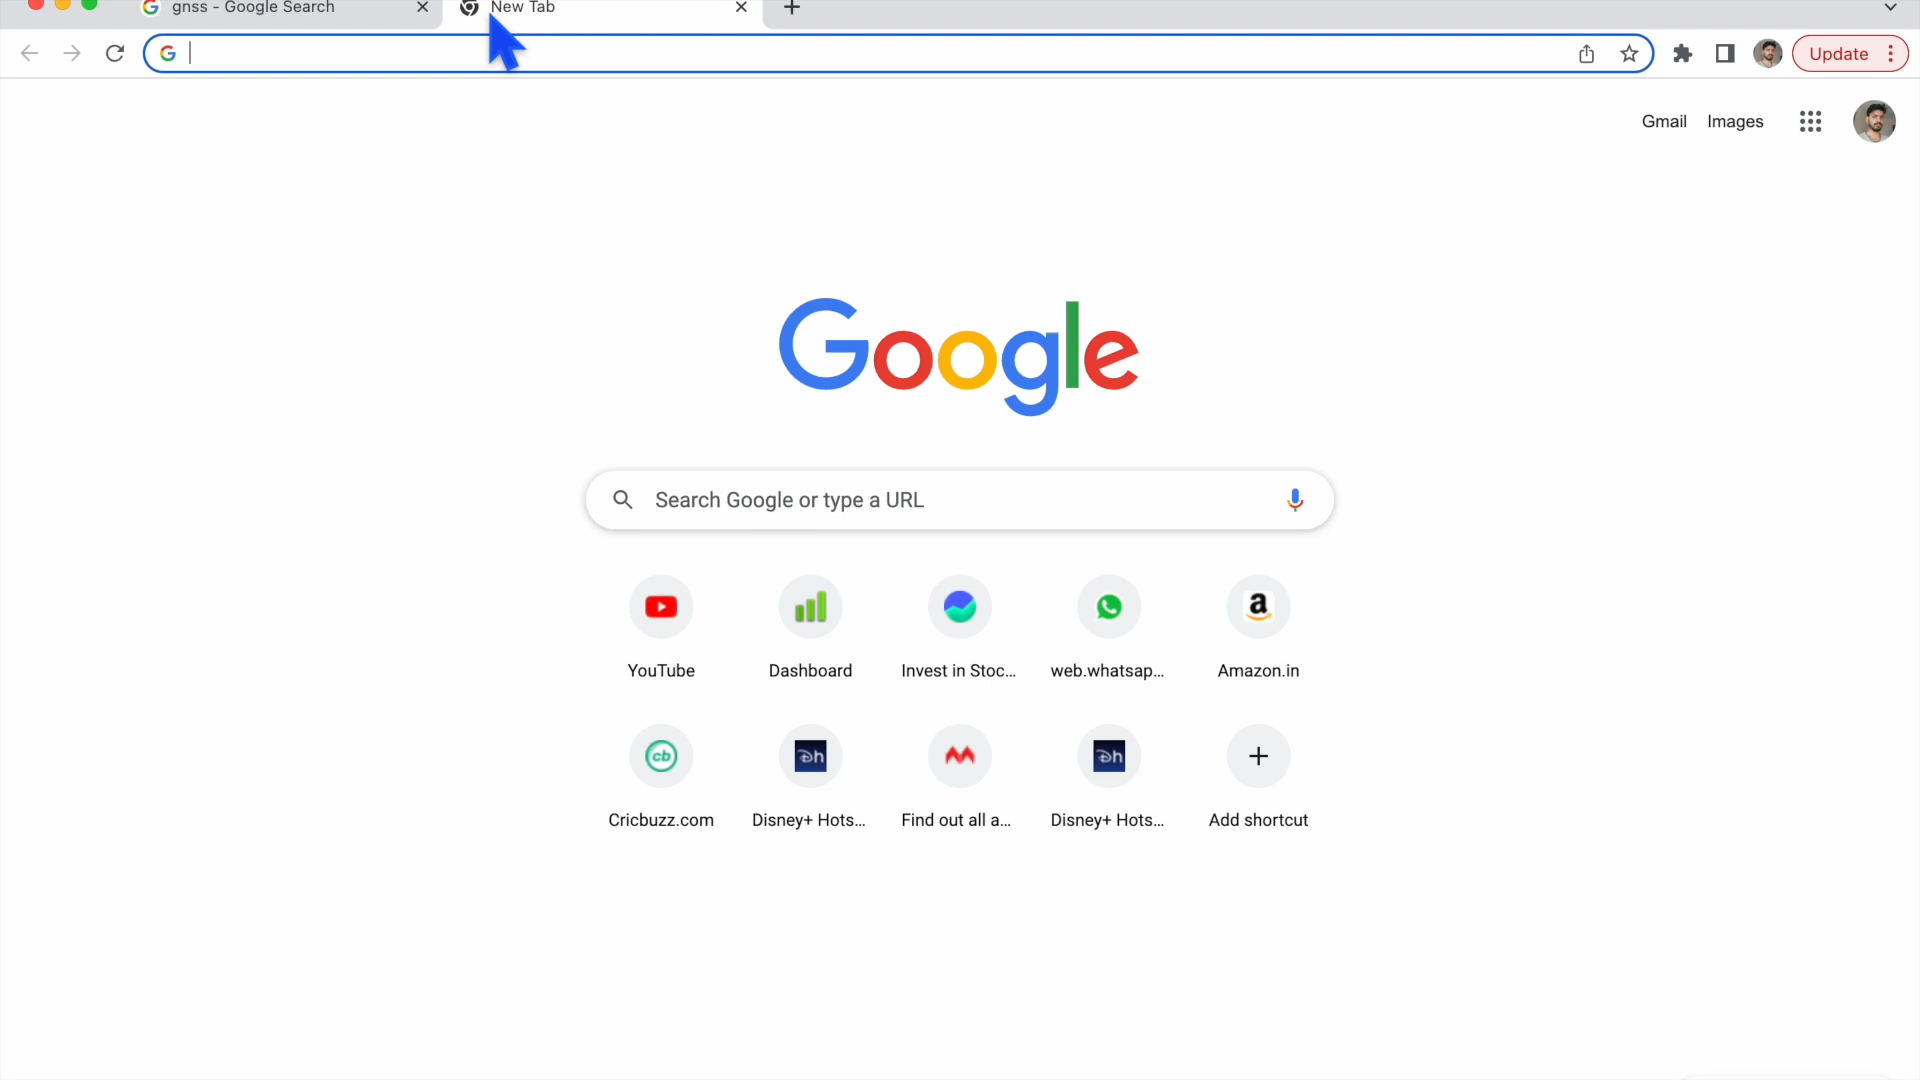 gnss - Google Search
New Tab
Update
Gmail Images
Google
Search Google or type a URL
YouTube
Dashboard
Invest in Stoc...
web.whatsap...
Amazon.in
Cricbuzz.com
Disney+ Hots...
Find out all a...
Disney+ Hots...
Add shortcut